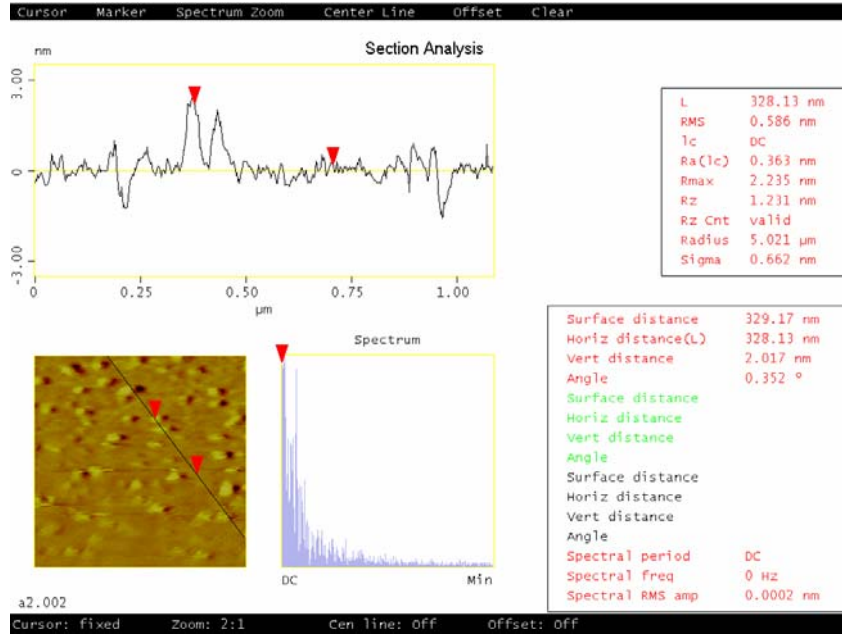 Cursor Marker Spectrum Zoom Center Line Offset Clear
Section Analysis
nm
3.00
0
-3.00
0 0.25 0.50 0.75 1.00
µm
L 328.13 nm
RMS 0.586 nm
lc DC
Ra(lc) 0.363 nm
Rmax 2.235 nm
Rz 1.231 nm
Rz Cnt valid
Radius 5.021 µm
Sigma 0.662 nm
Surface distance 329.17 nm
Horiz distance(L) 328.13 nm
Vert distance 2.017 nm
Angle 0.352 °
Surface distance
Horiz distance
Vert distance
Angle
Surface distance
Horiz distance
Vert distance
Angle
Spectral period DC
Spectral freq 0 Hz
Spectral RMS amp 0.0002 nm
Spectrum
DC Min
a2.002
Cursor: fixed Zoom: 2:1 Cen line: Off Offset: Off